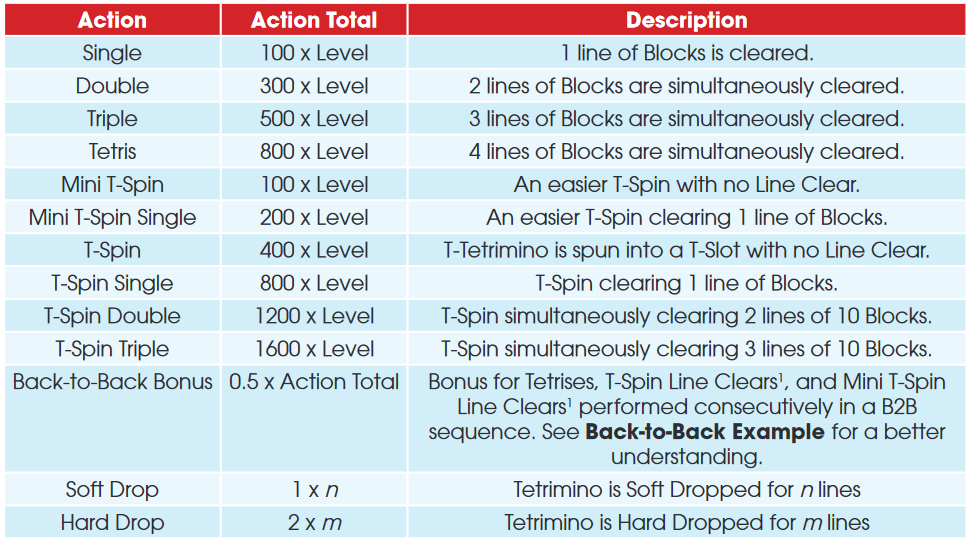 Action Action Total Description
Single 100 x Level 1 line of Blocks is cleared.
Double 300 x Level 2 lines of Blocks are simultaneously cleared.
Triple 500 x Level 3 lines of Blocks are simultaneously cleared.
Tetris 800 x Level 4 lines of Blocks are simultaneously cleared.
Mini T-Spin 100 x Level An easier T-Spin with no Line Clear.
Mini T-Spin Single 200 x Level An easier T-Spin clearing 1 line of Blocks.
T-Spin 400 x Level T-Tetrimino is spun into a T-Slot with no Line Clear.
T-Spin Single 800 x Level T-Spin clearing 1 line of Blocks.
T-Spin Double 1200 x Level T-Spin simultaneously clearing 2 lines of 10 Blocks.
T-Spin Triple 1600 x Level T-Spin simultaneously clearing 3 lines of 10 Blocks.
Back-to-Back Bonus 0.5 x Action Total Bonus for Tetrises, T-Spin Line Clears¹, and Mini T-Spin
Line Clears¹ performed consecutively in a B2B
sequence. See Back-to-Back Example for a better
understanding.
Soft Drop 1 x n Tetrimino is Soft Dropped for n lines
Hard Drop 2 x m Tetrimino is Hard Dropped for m lines